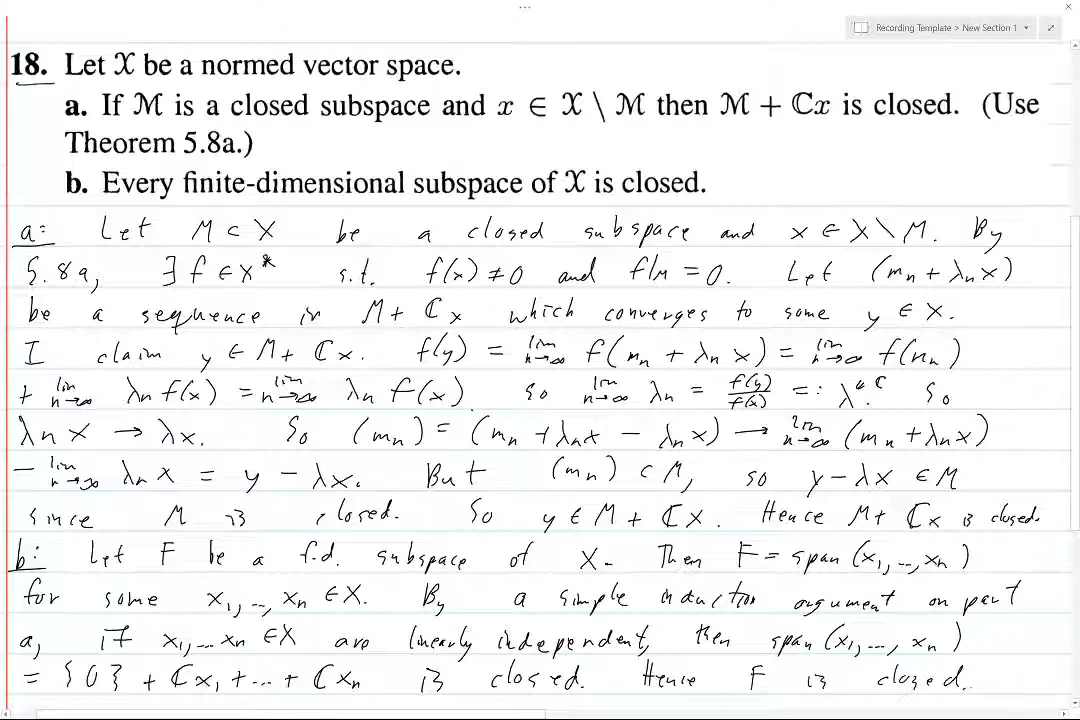 ...
Recording Template > New Section 1
18. Let 𝒳 be a normed vector space.
a. If ℳ is a closed subspace and x ∈ 𝒳 \ ℳ then ℳ + ℂx is closed. (Use
Theorem 5.8a.)
b. Every finite-dimensional subspace of 𝒳 is closed.
a: Let M ⊂ X be a closed subspace and x ∈ X \ M. By
5.8a, ∃ f ∈ X* s.t. f(x) ≠ 0 and f|M = 0. Let (mn + λn x)
be a sequence in M + ℂx which converges to some y ∈ X.
I claim y ∈ M + ℂx. f(y) = lim n→∞ f(mn + λn x) = lim n→∞ f(mn)
+ lim n→∞ λn f(x) = lim n→∞ λn f(x). So lim n→∞ λn = f(y)/f(x) =: λ ∈ ℂ. So
λn x → λx. So (mn) = (mn + λn x - λn x) → lim n→∞ (mn + λn x)
- lim n→∞ λn x = y - λx. But (mn) ⊂ M, so y - λx ∈ M
since M is closed. So y ∈ M + ℂx. Hence M + ℂx is closed.
b: Let F be a f.d. subspace of X. Then F = span(x1, ..., xn)
for some x1, ..., xn ∈ X. By a simple induction argument on part
a, if x1, ... xn ∈ X are linearly independent, then span(x1, ..., xn)
= {0} + ℂx1 + ... + ℂxn is closed. Hence F is closed.